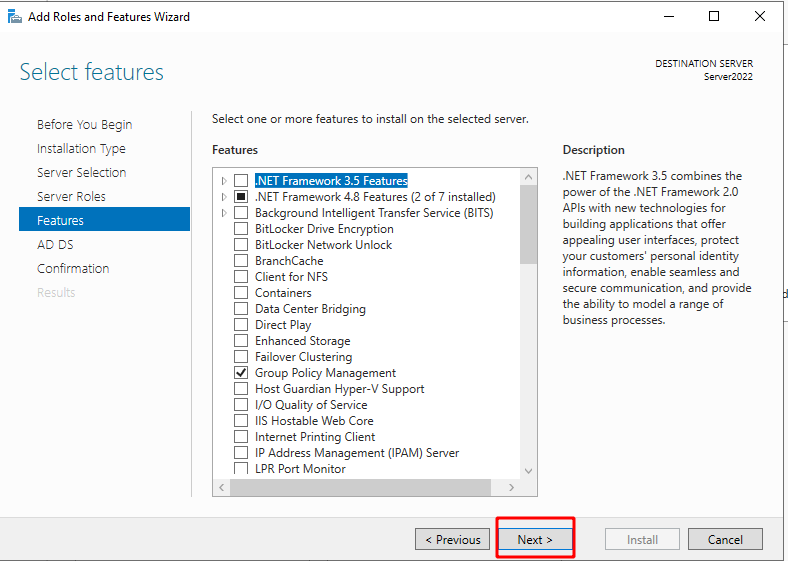 Add Roles and Features Wizard
Select features
DESTINATION SERVER
Server2022
Before You Begin
Installation Type
Server Selection
Server Roles
Features
AD DS
Confirmation
Results
Select one or more features to install on the selected server.
Features
.NET Framework 3.5 Features
.NET Framework 4.8 Features (2 of 7 installed)
Background Intelligent Transfer Service (BITS)
BitLocker Drive Encryption
BitLocker Network Unlock
BranchCache
Client for NFS
Containers
Data Center Bridging
Direct Play
Enhanced Storage
Failover Clustering
Group Policy Management
Host Guardian Hyper-V Support
I/O Quality of Service
IIS Hostable Web Core
Internet Printing Client
IP Address Management (IPAM) Server
LPR Port Monitor
Description
.NET Framework 3.5 combines the
power of the .NET Framework 2.0
APIs with new technologies for
building applications that offer
appealing user interfaces, protect
your customers' personal identity
information, enable seamless and
secure communication, and provide
the ability to model a range of
business processes.
d
< Previous
Next >
Install
Cancel